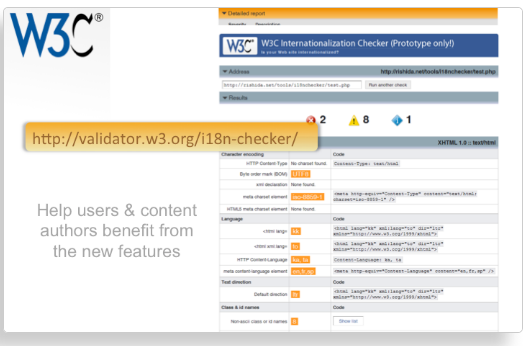 W3C®
http://validator.w3.org/i18n-checker/
Help users & content
authors benefit from
the new features
Detailed report
W3C Internationalization Checker (Prototype only!)
Is your Web site internationalized?
Address
http://rishida.net/tools/i18nchecker/test.php
http://rishida.net/tools/i18nchecker/test.php
Run another check
Results
2 8 1
XHTML 1.0 :: text/html
Character encoding Code
HTTP Content-Type No charset found Content-Type: text/html
Byte order mark (BOM) UTF-8
xml declaration None found
meta charset element iso-8859-1 <meta http-equiv="Content-Type" content="text/html;
charset=iso-8859-1" />
HTML5 meta charset element None found
Language Code
<html lang> kk <html lang="kk" xml:lang="to" dir="ltr"
xmlns="http://www.w3.org/1999/xhtml">
<html xml:lang> to <html lang="kk" xml:lang="to" dir="ltr"
xmlns="http://www.w3.org/1999/xhtml">
HTTP Content-Language ka, ta Content-Language: ka, ta
meta content-language element en,fr,sp <meta http-equiv="Content-Language" content="en,fr,sp" />
Text direction Code
Default direction ltr <html lang="kk" xml:lang="to" dir="ltr"
xmlns="http://www.w3.org/1999/xhtml">
Class & id names Code
Non-ascii class or id names Show list